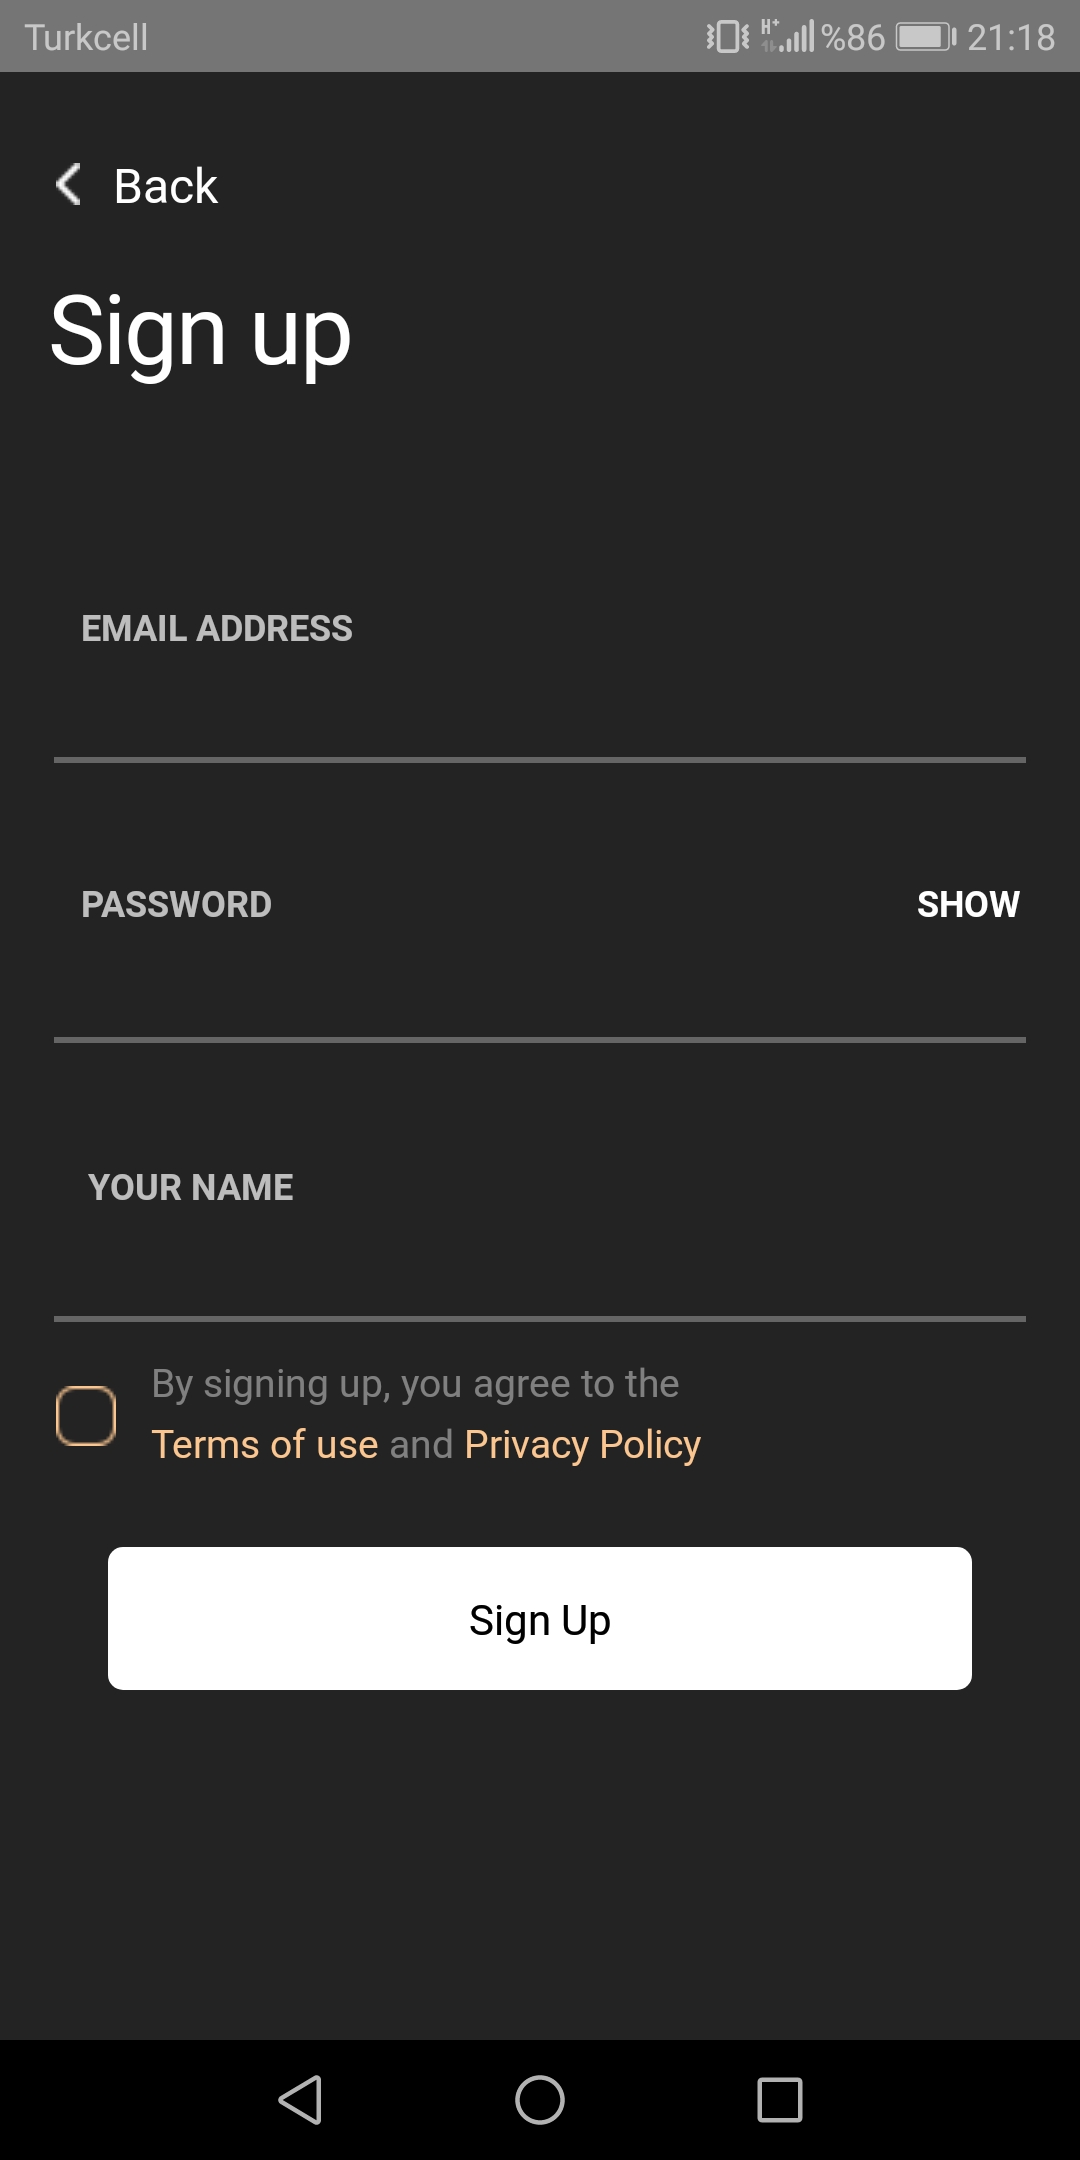 Turkcell H+ %86 21:18
Back
Sign up
EMAIL ADDRESS
PASSWORD SHOW
YOUR NAME
By signing up, you agree to the
Terms of use and Privacy Policy
Sign Up